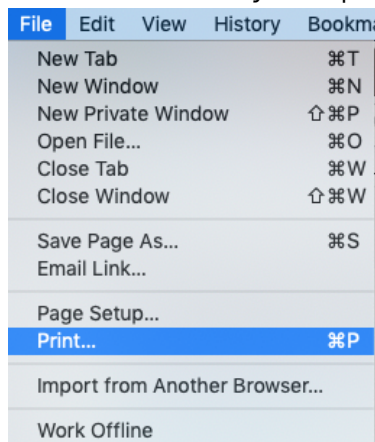 File Edit View History
New Tab ⌘T
New Window ⌘N
New Private Window ⇧⌘P
Open File... ⌘O
Close Tab ⌘W
Close Window ⇧⌘W
Save Page As... ⌘S
Email Link...
Page Setup...
Print... ⌘P
Import from Another Browser...
Work Offline